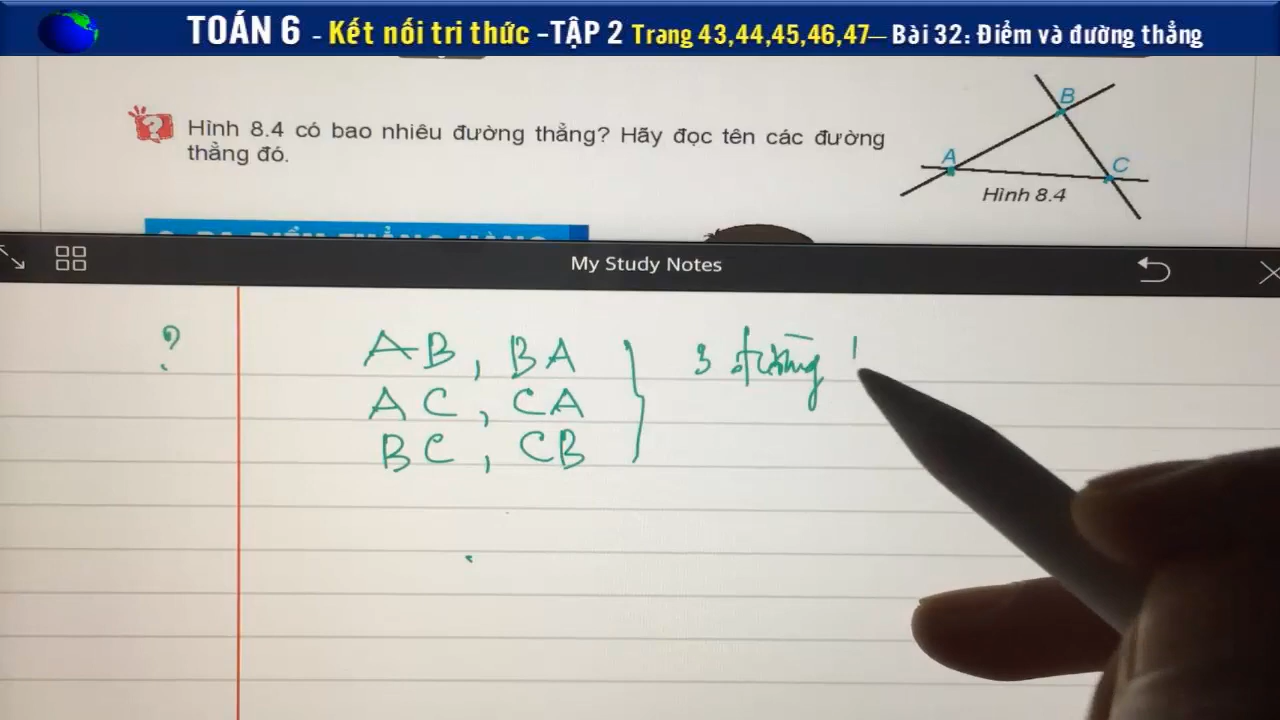 TOÁN 6 - Kết nối tri thức -TẬP 2 Trang 43,44,45,46,47- Bài 32: Điểm và đường thẳng
Hình 8.4 có bao nhiêu đường thẳng? Hãy đọc tên các đường
thẳng đó.
B
A
C
Hình 8.4
My Study Notes
?
AB, BA
AC, CA
BC, CB
3 đường